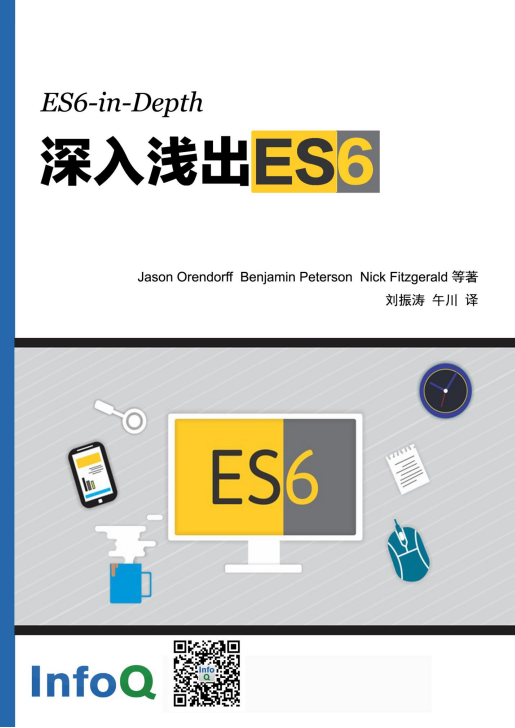 ES6-in-Depth
深入浅出ES6
Jason Orendorff Benjamin Peterson Nick Fitzgerald 等著
刘振涛 午川 译
ES6
InfoQ
Info
Q